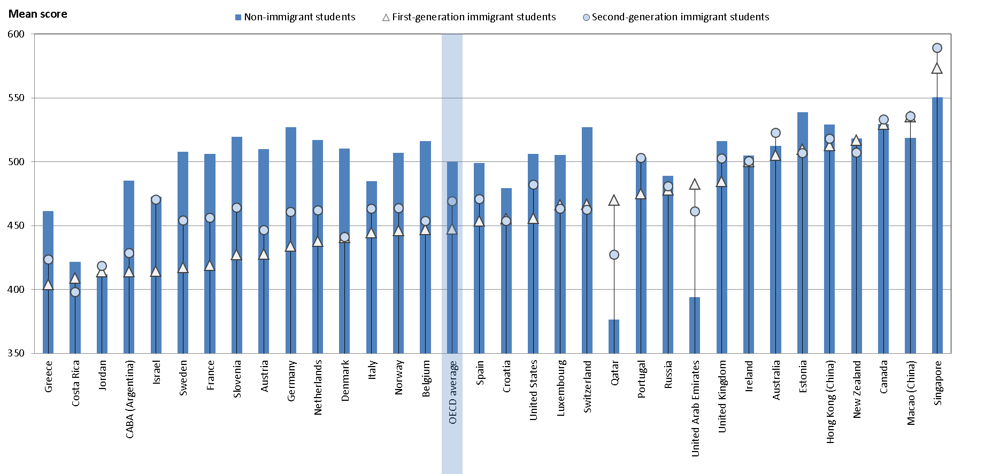 Mean score
Non-immigrant students
First-generation immigrant students
Second-generation immigrant students
600
550
500
450
400
350
Greece
Costa Rica
Jordan
CABA (Argentina)
Israel
Sweden
France
Slovenia
Austria
Germany
Netherlands
Denmark
Italy
Norway
Belgium
OECD average
Spain
Croatia
United States
Luxembourg
Switzerland
Qatar
Portugal
Russia
United Arab Emirates
United Kingdom
Ireland
Australia
Estonia
Hong Kong (China)
New Zealand
Canada
Macao (China)
Singapore